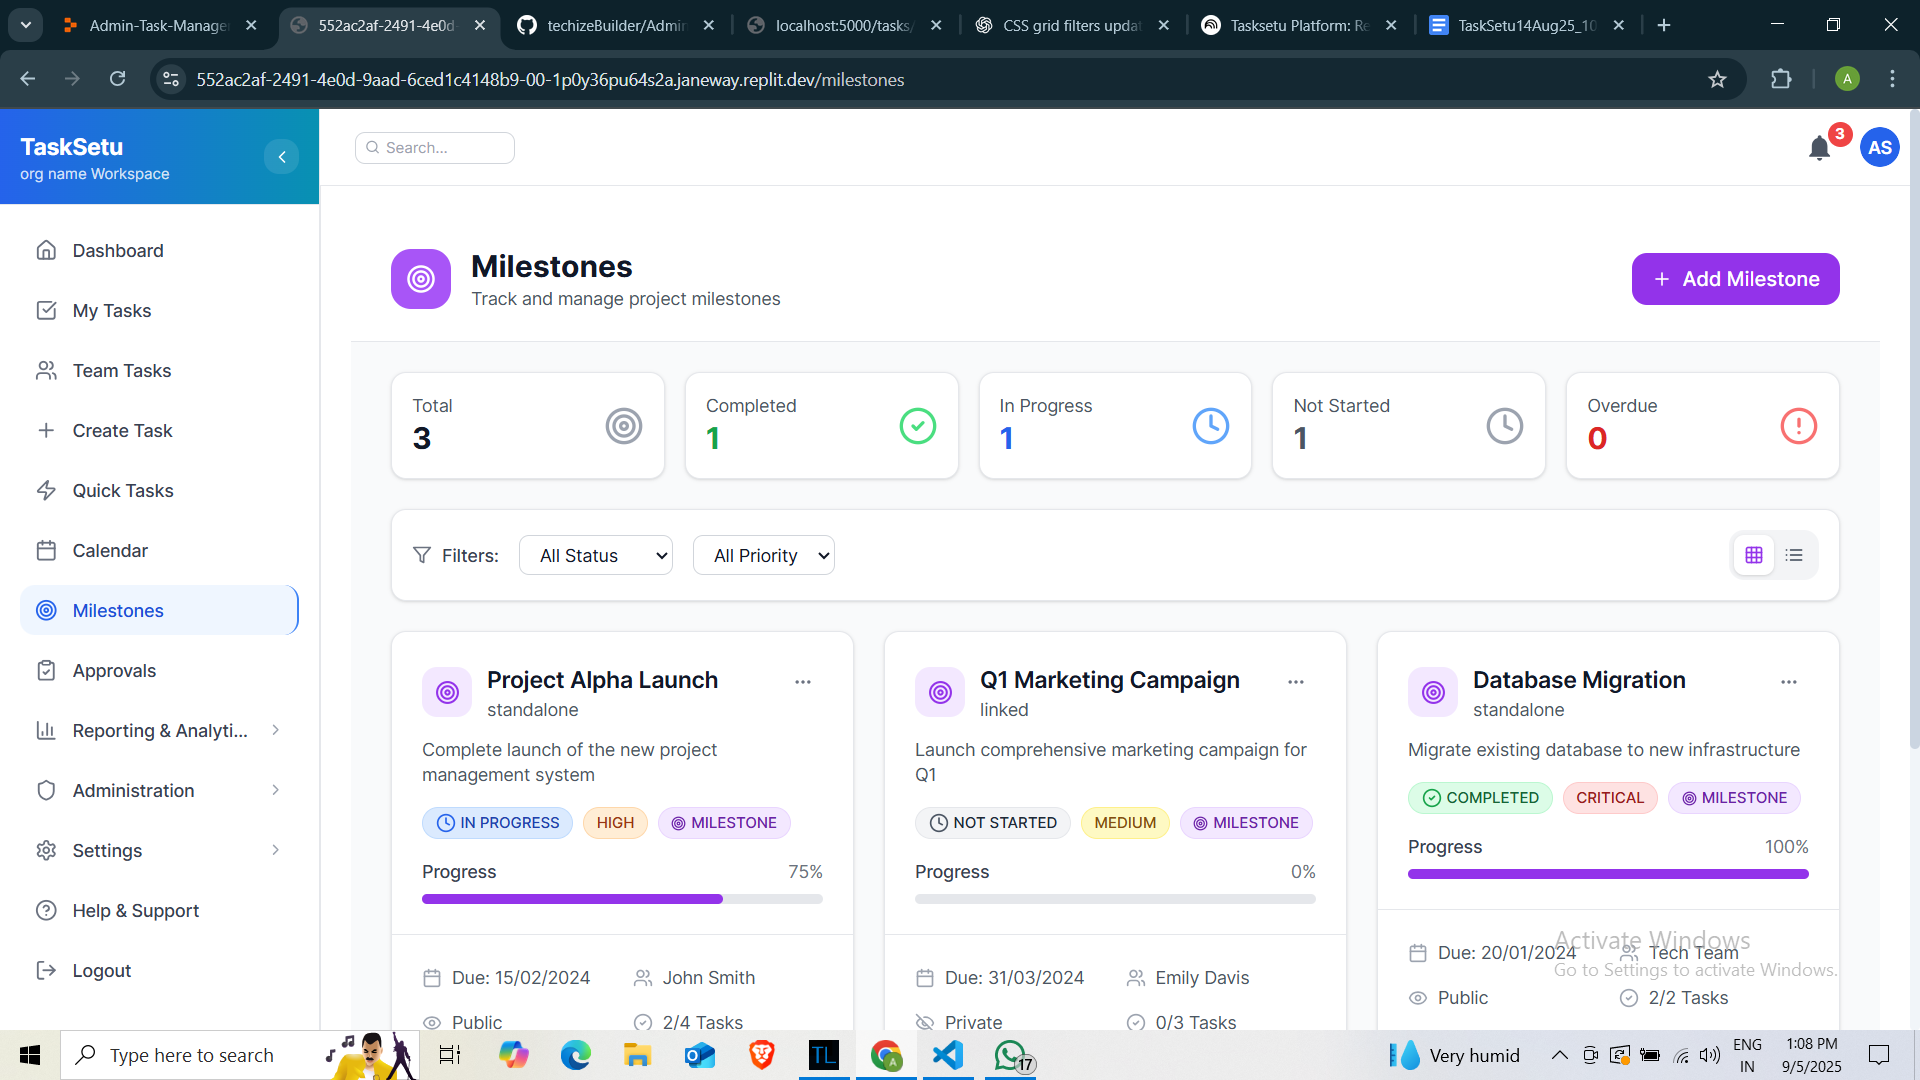 Admin-Task-Manage
552ac2af-2491-4e0d-
techizeBuilder/Admin
localhost:5000/tasks/
CSS grid filters updat
Tasksetu Platform: Re
TaskSetu14Aug25_10
552ac2af-2491-4e0d-9aad-6ced1c4148b9-00-1p0y36pu64s2a.janeway.replit.dev/milestones
A
TaskSetu
org name Workspace
Search...
3
AS
Dashboard
My Tasks
Team Tasks
Create Task
Quick Tasks
Calendar
Milestones
Approvals
Reporting & Analyti...
Administration
Settings
Help & Support
Logout
Milestones
Track and manage project milestones
Add Milestone
Total
3
Completed
1
In Progress
1
Not Started
1
Overdue
0
Filters:
All Status
All Priority
Project Alpha Launch
standalone
Complete launch of the new project
management system
IN PROGRESS
HIGH
MILESTONE
Progress
75%
Due: 15/02/2024
John Smith
Public
2/4 Tasks
Q1 Marketing Campaign
linked
Launch comprehensive marketing campaign for
Q1
NOT STARTED
MEDIUM
MILESTONE
Progress
0%
Due: 31/03/2024
Emily Davis
Private
0/3 Tasks
Database Migration
standalone
Migrate existing database to new infrastructure
COMPLETED
CRITICAL
MILESTONE
Progress
100%
Due: 20/01/2024
Tech Team
Public
2/2 Tasks
Activate Windows
Go to Settings to activate Windows.
Type here to search
TL
A
17
Very humid
ENG
IN
1:08 PM
9/5/2025